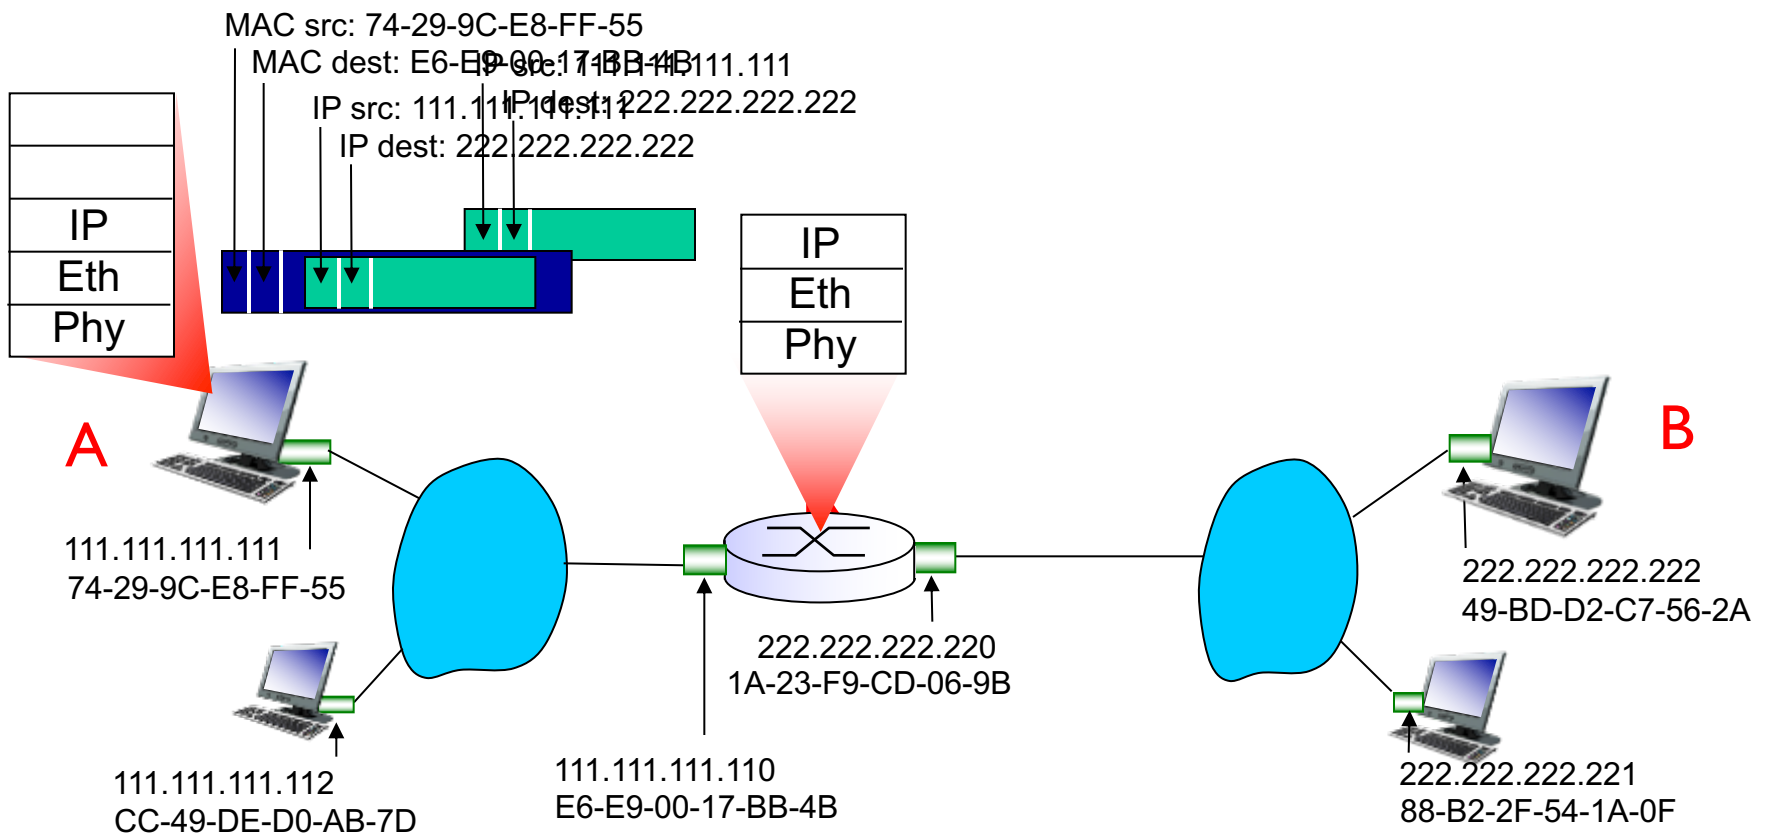 MAC src: 74-29-9C-E8-FF-55
MAC dest: E6-E9-00-17-BB-4B
IP src: 111.111.111.111
IP dest: 222.222.222.222
IP src: 111.111.111.111
IP dest: 222.222.222.222
IP
Eth
Phy
IP
Eth
Phy
A
B
111.111.111.111
74-29-9C-E8-FF-55
222.222.222.222
49-BD-D2-C7-56-2A
222.222.222.220
1A-23-F9-CD-06-9B
111.111.111.112
CC-49-DE-D0-AB-7D
111.111.111.110
E6-E9-00-17-BB-4B
222.222.222.221
88-B2-2F-54-1A-0F